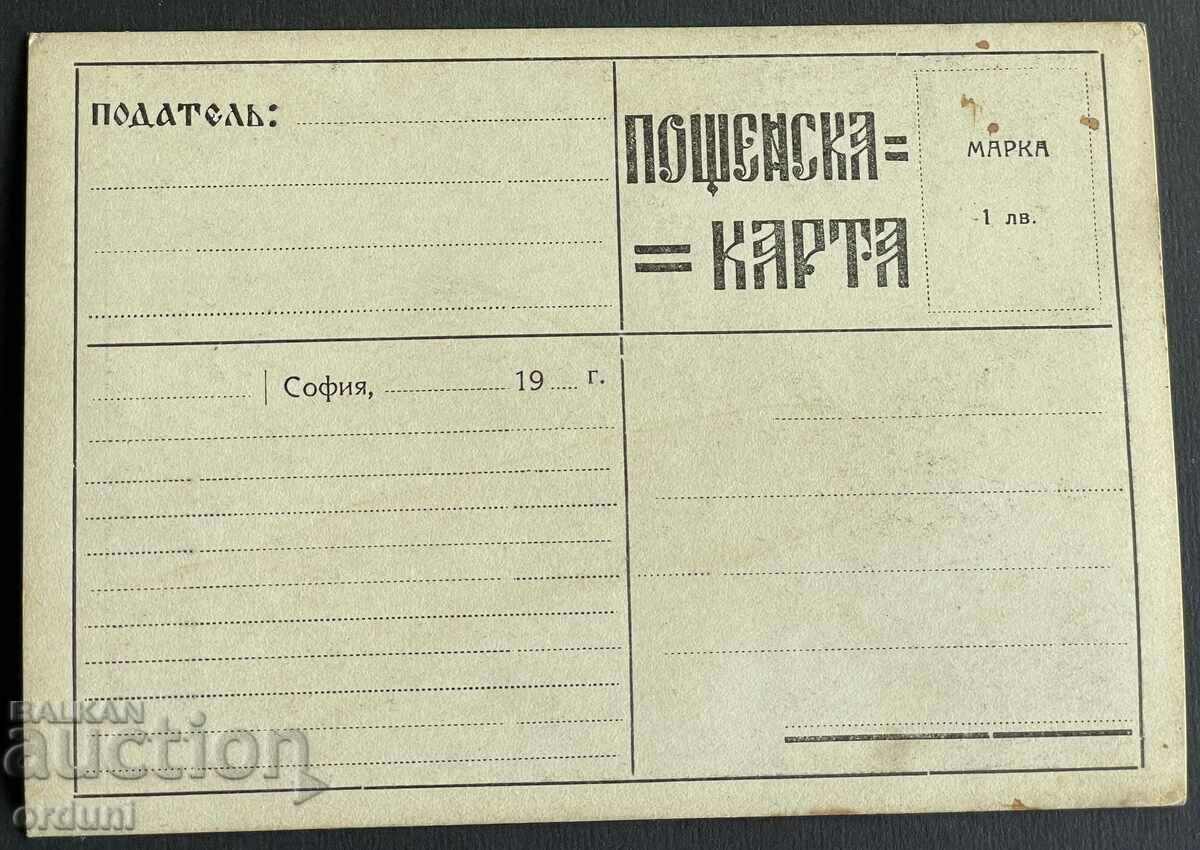 ПОДАТЕЛЬ:
ПОЩЕНСКА =
= КАРТА
МАРКА
1 лв.
София, 19 г.
BALKAN
auction
orduni